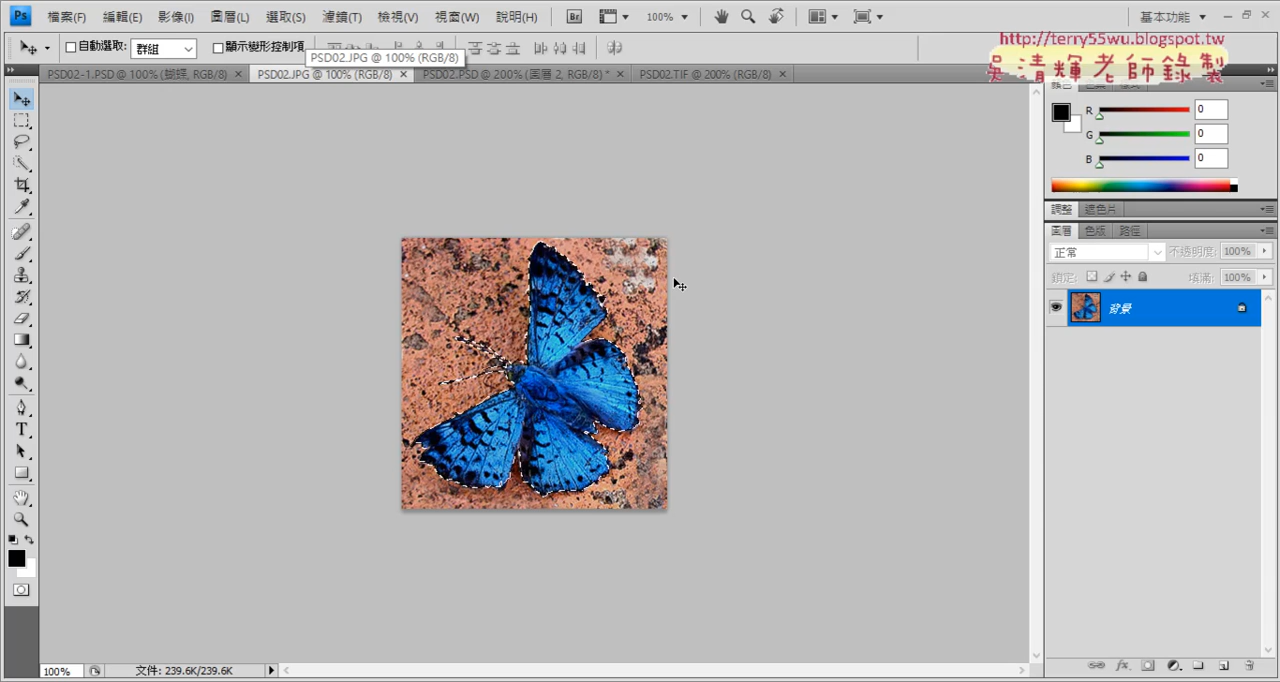 Ps 檔案(F) 編輯(E) 影像(I) 圖層(L) 選取(S) 濾鏡(T) 檢視(V) 視窗(W) 說明(H) Br 100% 基本功能
http://terry55wu.blogspot.tw
自動選取: 群組 顯示變形控制項
PSD02.JPG @ 100% (RGB/8)
吳清輝老師錄製
PSD02-1.PSD @ 100% (蝴蝶, RGB/8) PSD02.JPG @ 100% (RGB/8) PSD02.PSD @ 200% (圖層 2, RGB/8) * PSD02.TIF @ 200% (RGB/8)
R 0
G 0
B 0
調整 遮色片
圖層 色版 路徑
正常 不透明度: 100%
鎖定: 填滿: 100%
背景
100% 文件: 239.6K/239.6K